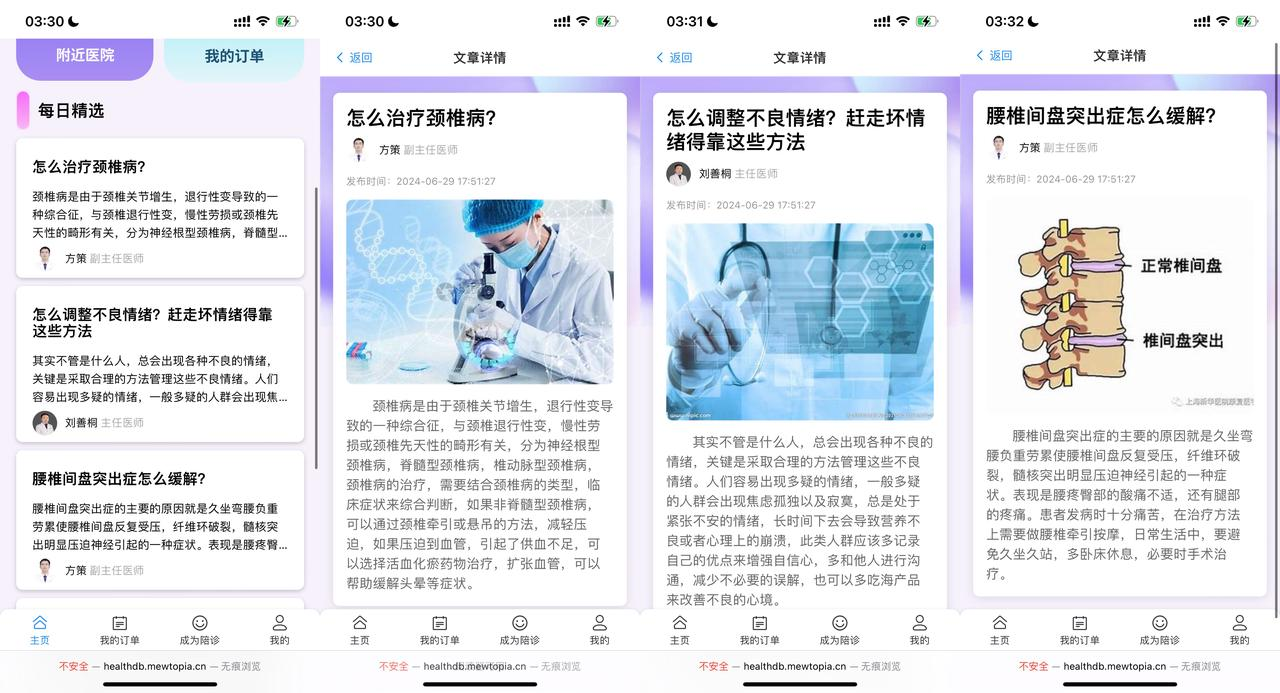 03:30
附近医院
我的订单
每日精选
怎么治疗颈椎病?
颈椎病是由于颈椎关节增生，退行性变导致的一
种综合征，与颈椎退行性变，慢性劳损或颈椎先
天性的畸形有关，分为神经根型颈椎病，脊髓型...
方策 副主任医师
怎么调整不良情绪？赶走坏情绪得靠
这些方法
其实不管是什么人，总会出现各种不良的情绪，
关键是采取合理的方法管理这些不良情绪。人们
容易出现多疑的情绪，一般多疑的人群会出现焦...
刘善桐 主任医师
腰椎间盘突出症怎么缓解?
腰椎间盘突出症的主要的原因就是久坐弯腰负重
劳累使腰椎间盘反复受压，纤维环破裂，髓核突
出明显压迫神经引起的一种症状。表现是腰疼臀...
方策 副主任医师
主页
我的订单
成为陪诊
我的
不安全 — healthdb.mewtopia.cn — 无痕浏览
03:30
返回
文章详情
怎么治疗颈椎病?
方策 副主任医师
发布时间：2024-06-29 17:51:27
颈椎病是由于颈椎关节增生，退行性变导
致的一种综合征，与颈椎退行性变，慢性劳
损或颈椎先天性的畸形有关，分为神经根型
颈椎病，脊髓型颈椎病，椎动脉型颈椎病，
颈椎病的治疗，需要结合颈椎病的类型，临
床症状来综合判断，如果非脊髓型颈椎病，
可以通过颈椎牵引或悬吊的方法，减轻压
迫，如果压迫到血管，引起了供血不足，可
以选择活血化瘀药物治疗，扩张血管，可以
帮助缓解头晕等症状。
主页
我的订单
成为陪诊
我的
不安全 — healthdb.mewtopia.cn — 无痕浏览
03:31
返回
文章详情
怎么调整不良情绪？赶走坏情
绪得靠这些方法
刘善桐 主任医师
发布时间：2024-06-29 17:51:27
其实不管是什么人，总会出现各种不良的
情绪，关键是采取合理的方法管理这些不良
情绪。人们容易出现多疑的情绪，一般多疑
的人群会出现焦虑孤独以及寂寞，总是处于
紧张不安的情绪，长时间下去会导致营养不
良或者心理上的崩溃，此类人群应该多记录
自己的优点来增强自信心，多和他人进行沟
通，减少不必要的误解，也可以多吃海产品
来改善不良的心境。
主页
我的订单
成为陪诊
我的
不安全 — healthdb.mewtopia.cn — 无痕浏览
03:32
返回
文章详情
腰椎间盘突出症怎么缓解?
方策 副主任医师
发布时间：2024-06-29 17:51:27
正常椎间盘
椎间盘突出
腰椎间盘突出症的主要的原因就是久坐弯
腰负重劳累使腰椎间盘反复受压，纤维环破
裂，髓核突出明显压迫神经引起的一种症
状。表现是腰疼臀部的酸痛不适，还有腿部
的疼痛。患者发病时十分痛苦，在治疗方法
上需要做腰椎牵引按摩，日常生活中，要避
免久坐久站，多卧床休息，必要时手术治
疗。
主页
我的订单
成为陪诊
我的
不安全 — healthdb.mewtopia.cn — 无痕浏览